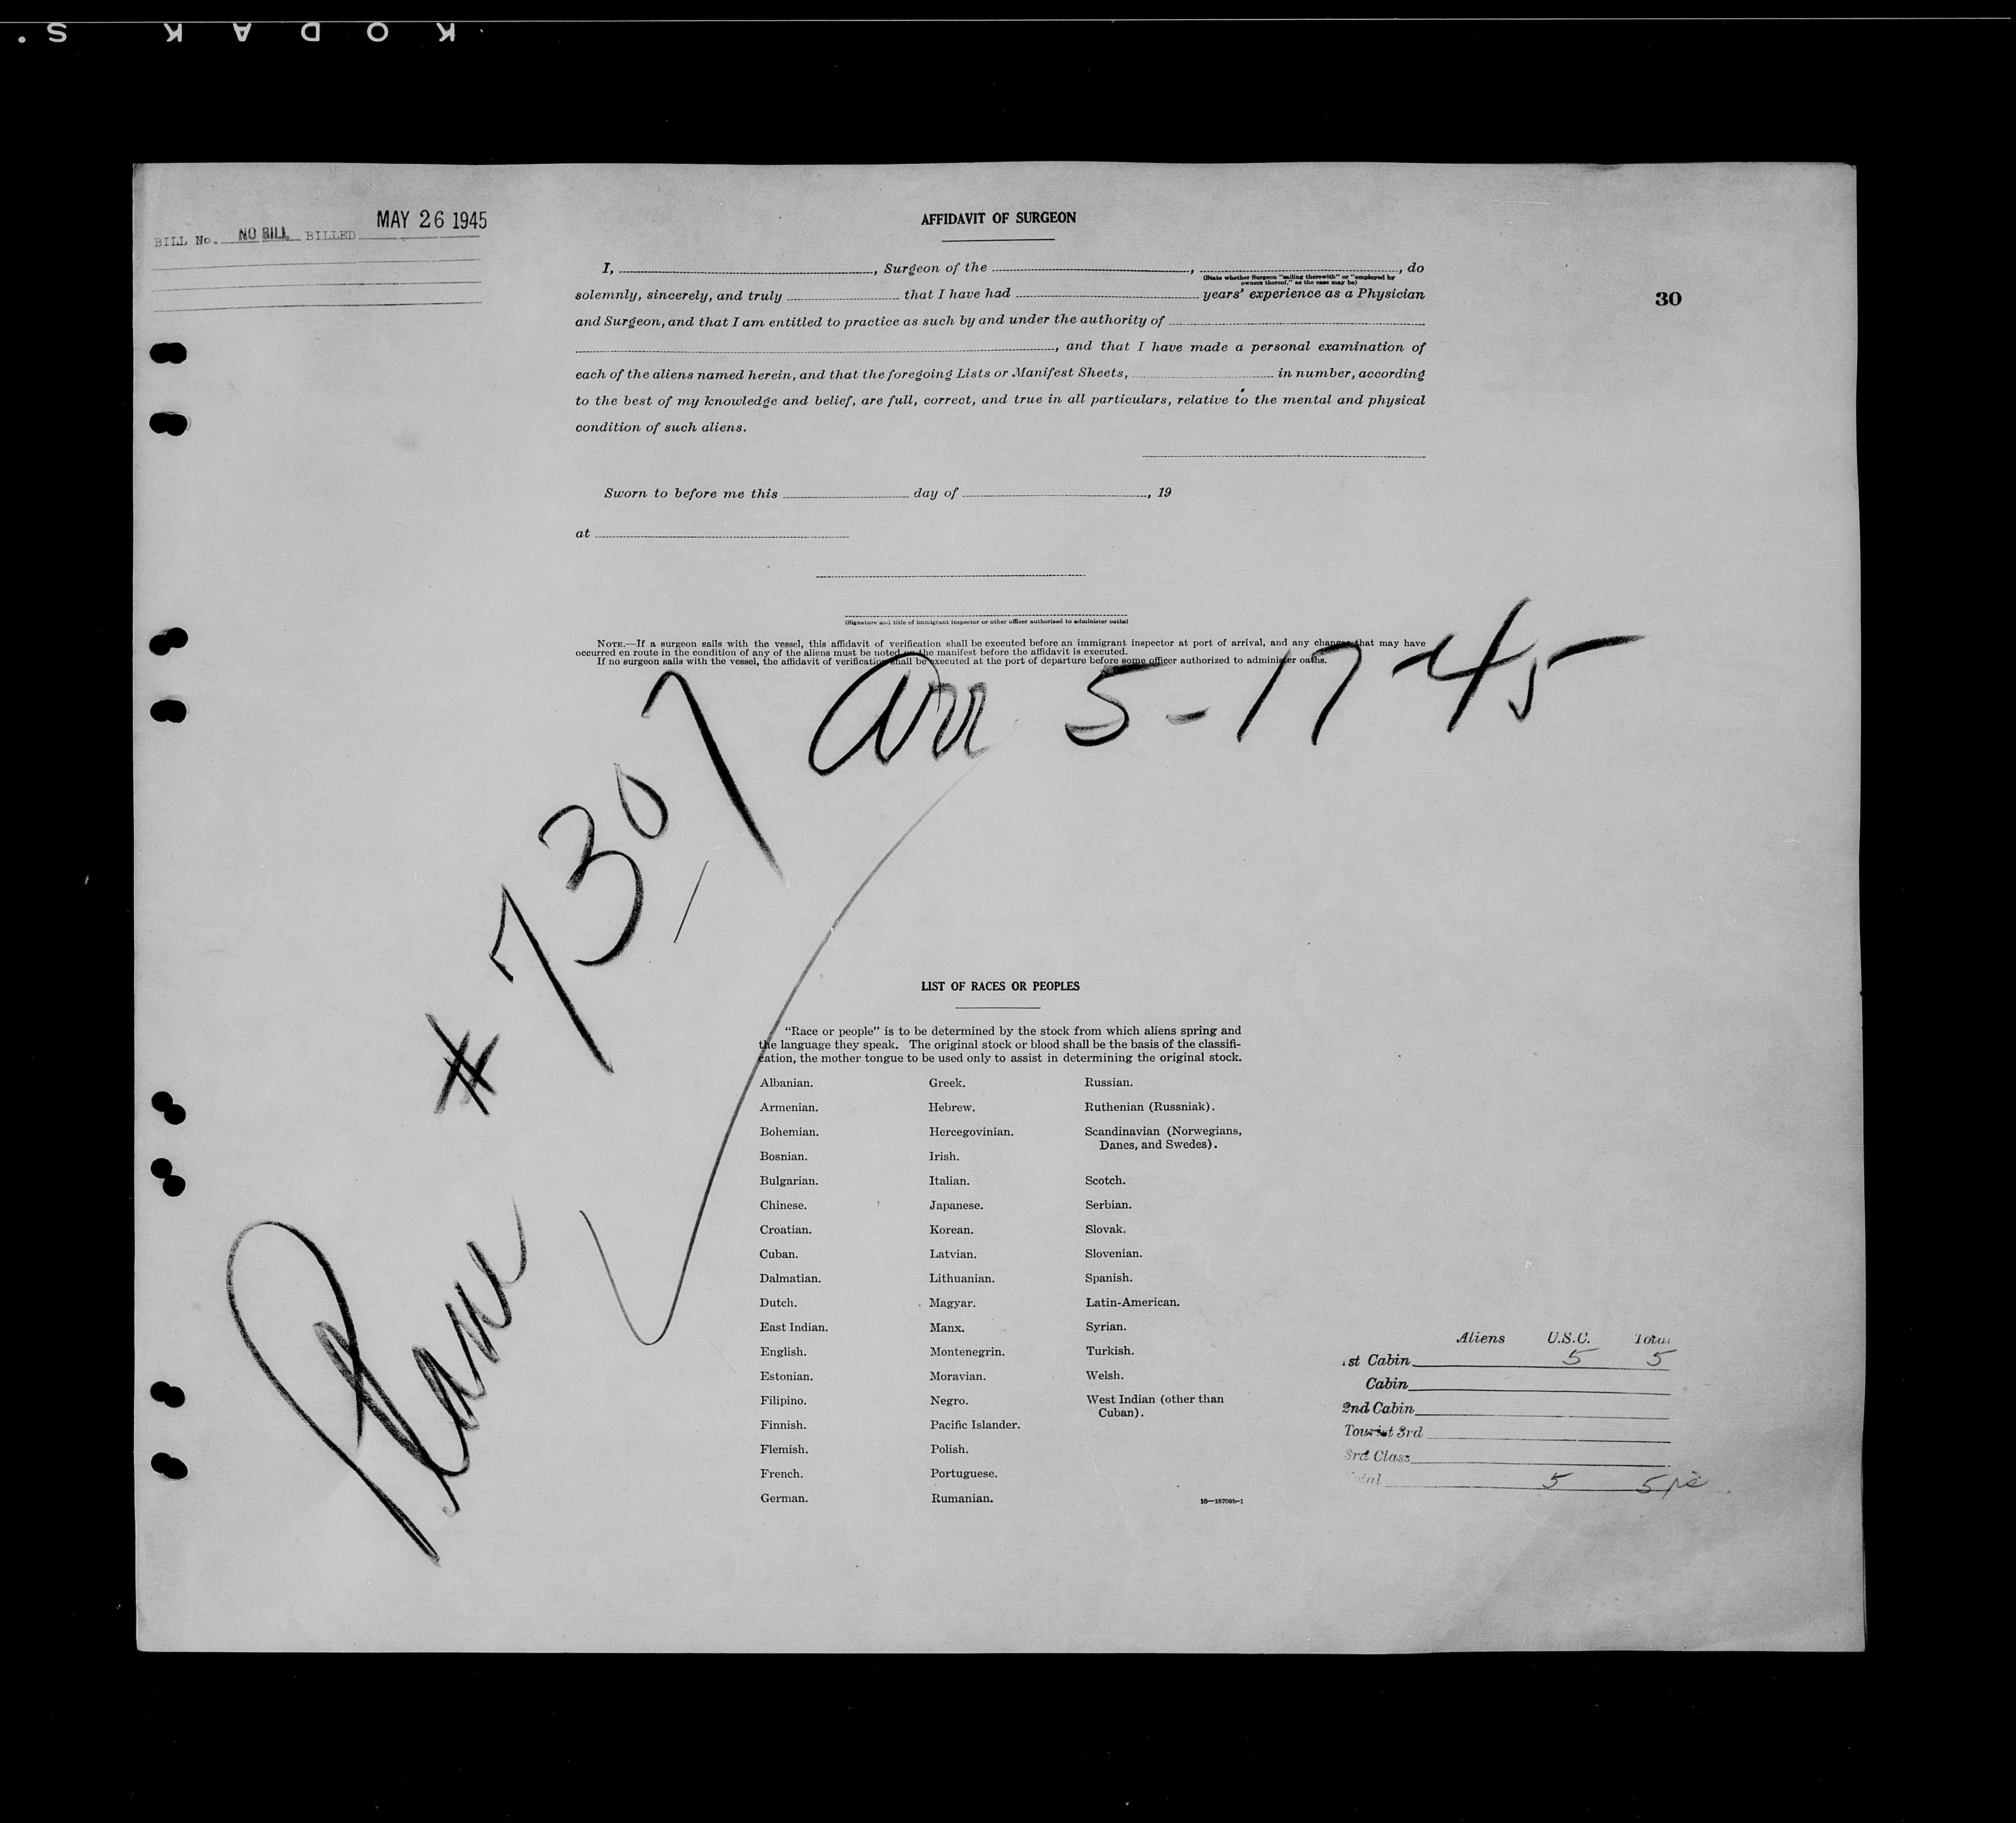 KODAK S.
MAY 26 1945
BILL No. NO BILL BILLED
AFFIDAVIT OF SURGEON
I, , Surgeon of the , , do
(State whether Surgeon "sailing therewith" or "employed by
owners thereof," as the case may be)
solemnly, sincerely, and truly that I have had years' experience as a Physician
30
and Surgeon, and that I am entitled to practice as such by and under the authority of
, and that I have made a personal examination of
each of the aliens named herein, and that the foregoing Lists or Manifest Sheets, in number, according
to the best of my knowledge and belief, are full, correct, and true in all particulars, relative to the mental and physical
condition of such aliens.
Sworn to before me this day of , 19
at
(Signature and title of immigrant inspector or other officer authorized to administer oaths)
NOTE.—If a surgeon sails with the vessel, this affidavit of verification shall be executed before an immigrant inspector at port of arrival, and any changes that may have
occurred en route in the condition of any of the aliens must be noted on the manifest before the affidavit is executed.
If no surgeon sails with the vessel, the affidavit of verification shall be executed at the port of departure before some officer authorized to administer oaths.
Arr 5-17-45
Plane # 7307
LIST OF RACES OR PEOPLES
"Race or people" is to be determined by the stock from which aliens spring and
the language they speak. The original stock or blood shall be the basis of the classifi-
cation, the mother tongue to be used only to assist in determining the original stock.
Albanian. Greek. Russian.
Armenian. Hebrew. Ruthenian (Russniak).
Bohemian. Hercegovinian. Scandinavian (Norwegians,
Danes, and Swedes).
Bosnian. Irish.
Bulgarian. Italian. Scotch.
Chinese. Japanese. Serbian.
Croatian. Korean. Slovak.
Cuban. Latvian. Slovenian.
Dalmatian. Lithuanian. Spanish.
Dutch. Magyar. Latin-American.
East Indian. Manx. Syrian.
English. Montenegrin. Turkish.
Estonian. Moravian. Welsh.
Filipino. Negro. West Indian (other than
Cuban).
Finnish. Pacific Islander.
Flemish. Polish.
French. Portuguese.
German. Rumanian.
16—18709b-1
Aliens U.S.C. Total
1st Cabin 5 5
Cabin
2nd Cabin
Tourist 3rd
3rd Class
Total 5 5